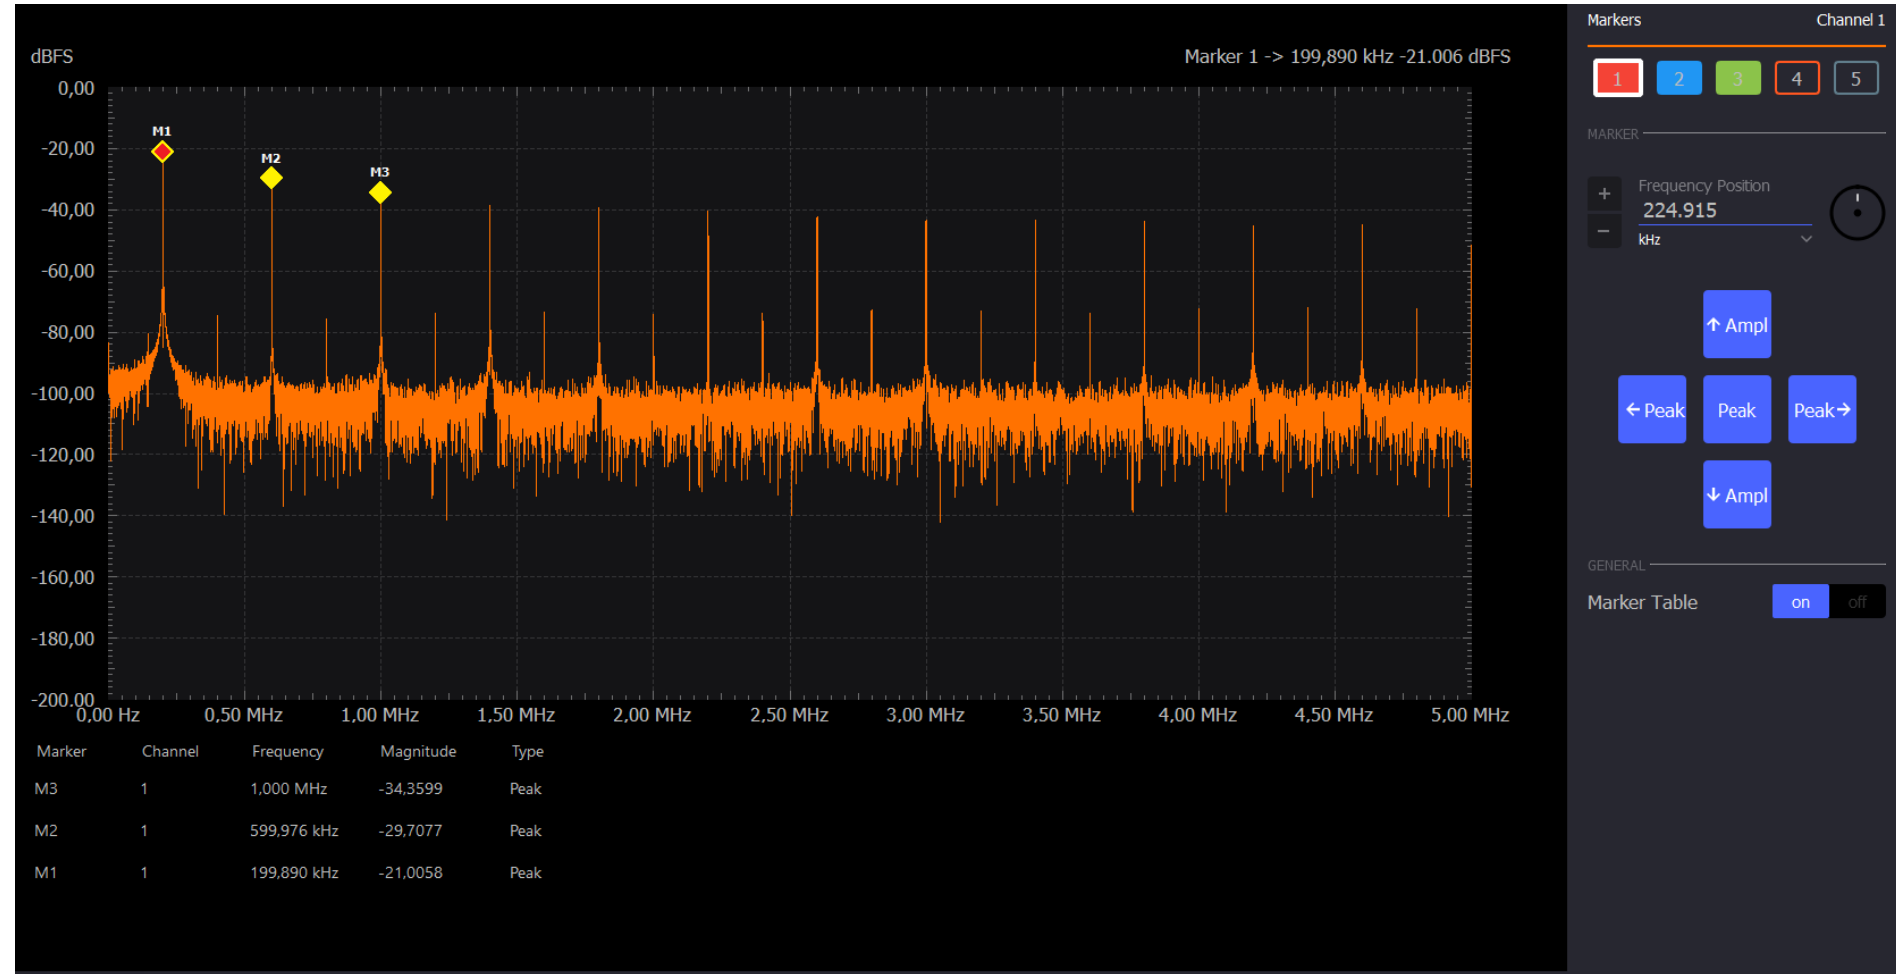 dBFS
Marker 1 -> 199,890 kHz -21.006 dBFS
0,00
-20,00
-40,00
-60,00
-80,00
-100,00
-120,00
-140,00
-160,00
-180,00
-200.00
M1
M2
M3
0,00 Hz 0,50 MHz 1,00 MHz 1,50 MHz 2,00 MHz 2,50 MHz 3,00 MHz 3,50 MHz 4,00 MHz 4,50 MHz 5,00 MHz
Marker Channel Frequency Magnitude Type
M3 1 1,000 MHz -34,3599 Peak
M2 1 599,976 kHz -29,7077 Peak
M1 1 199,890 kHz -21,0058 Peak
Markers Channel 1
1 2 3 4 5
MARKER
+
Frequency Position
224.915
−
kHz
↑ Ampl
← Peak Peak Peak →
↓ Ampl
GENERAL
Marker Table on off